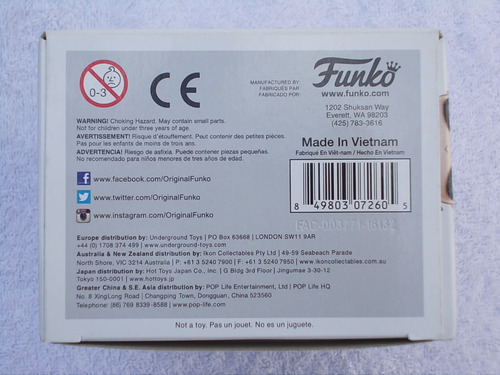 0-3
CE
MANUFACTURED BY:
FABRIQUÉS PAR
FABRICADO POR:
Funko
www.funko.com
1202 Shuksan Way
Everett, WA 98203
(425) 783-3616
WARNING! Choking Hazard. May contain small parts.
Not for children under three years of age.
AVERTISSEMENT! Risque d'étouffement. Peut contenir des petites pièces.
Pas pour les enfants de moins de trois ans.
ADVERTENCIA! Riesgo de asfixia. Puede contener piezas pequeñas.
No recomendado para niños menores de tres años de edad.
Made In Vietnam
Fabriqué En Viêt-nam / Hecho En Vietnam
www.facebook.com/OriginalFunko
www.twitter.com/OriginalFunko
www.instagram.com/OriginalFunko
8 49803 07260 5
Europe distribution by: Underground Toys | PO Box 63668 | LONDON SW11 9AR
+44 (0) 1708 374 499 | www.underground-toys.com
Australia & New Zealand distribution by: Ikon Collectables Pty Ltd | 49-59 Seabeach Parade
North Shore, VIC 3214 Australia | P: +61 3 5240 7900 | F: +61 3 5240 7950 | www.ikoncollectables.com.au
Japan distribution by: Hot Toys Japan Co., Inc. | G Bldg 3rd Floor | Jingumae 3-30-12
Tokyo 150-0001 | www.hottoys.jp
Greater China & S.E. Asia distribution by: POP Life Entertainment, Ltd | POP Life HQ
No. 8 XingLong Road | Changping Town, Dongguan, China 523560
Telephone: (86) 769 8339 -8588 | www.pop-life.com
Not a toy. Pas un jouet. No es un juguete.